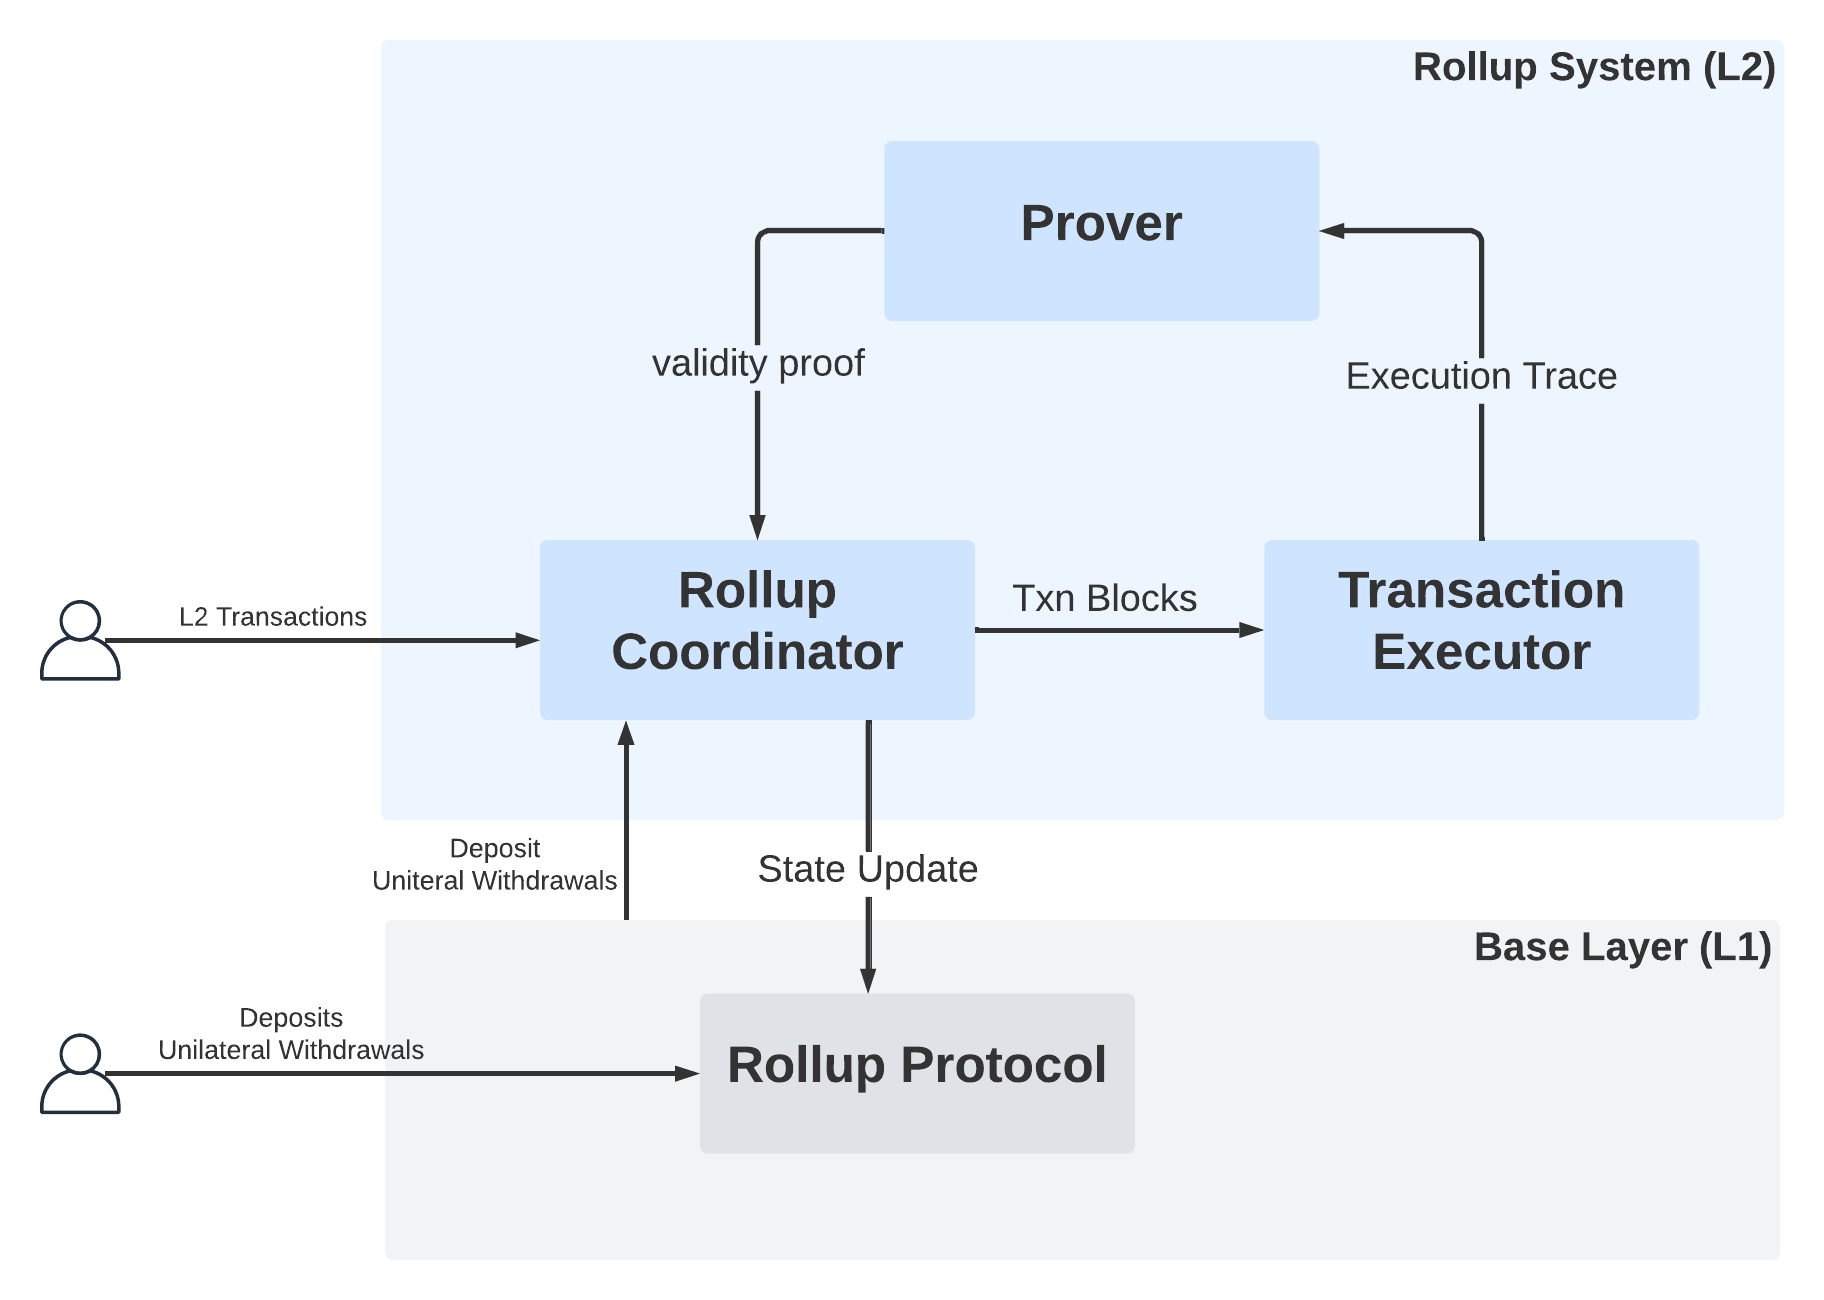 Rollup System (L2)
Prover
validity proof
Execution Trace
L2 Transactions
Rollup
Coordinator
Txn Blocks
Transaction
Executor
Deposit
Uniteral Withdrawals
State Update
Base Layer (L1)
Deposits
Unilateral Withdrawals
Rollup Protocol